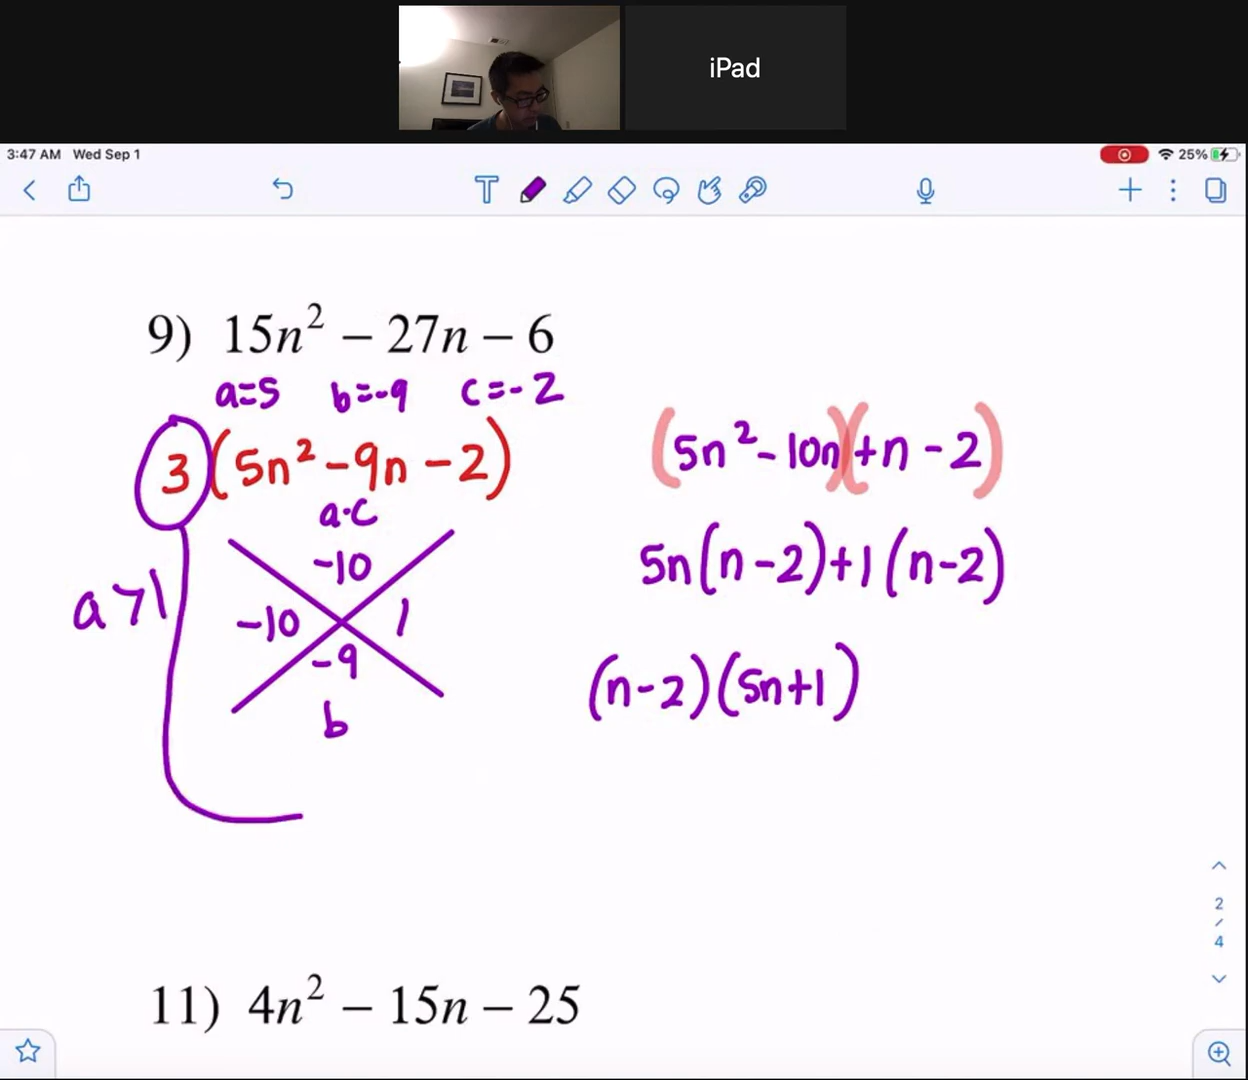 iPad
3:47 AM Wed Sep 1
25%
T
9) 15n² − 27n − 6
a=5 b=-9 c=-2
3(5n²-9n-2)
(5n²-10n)(+n-2)
a·c
-10
5n(n-2)+1(n-2)
a>1
-10 1
-9
(n-2)(5n+1)
b
2
/
4
11) 4n² − 15n − 25